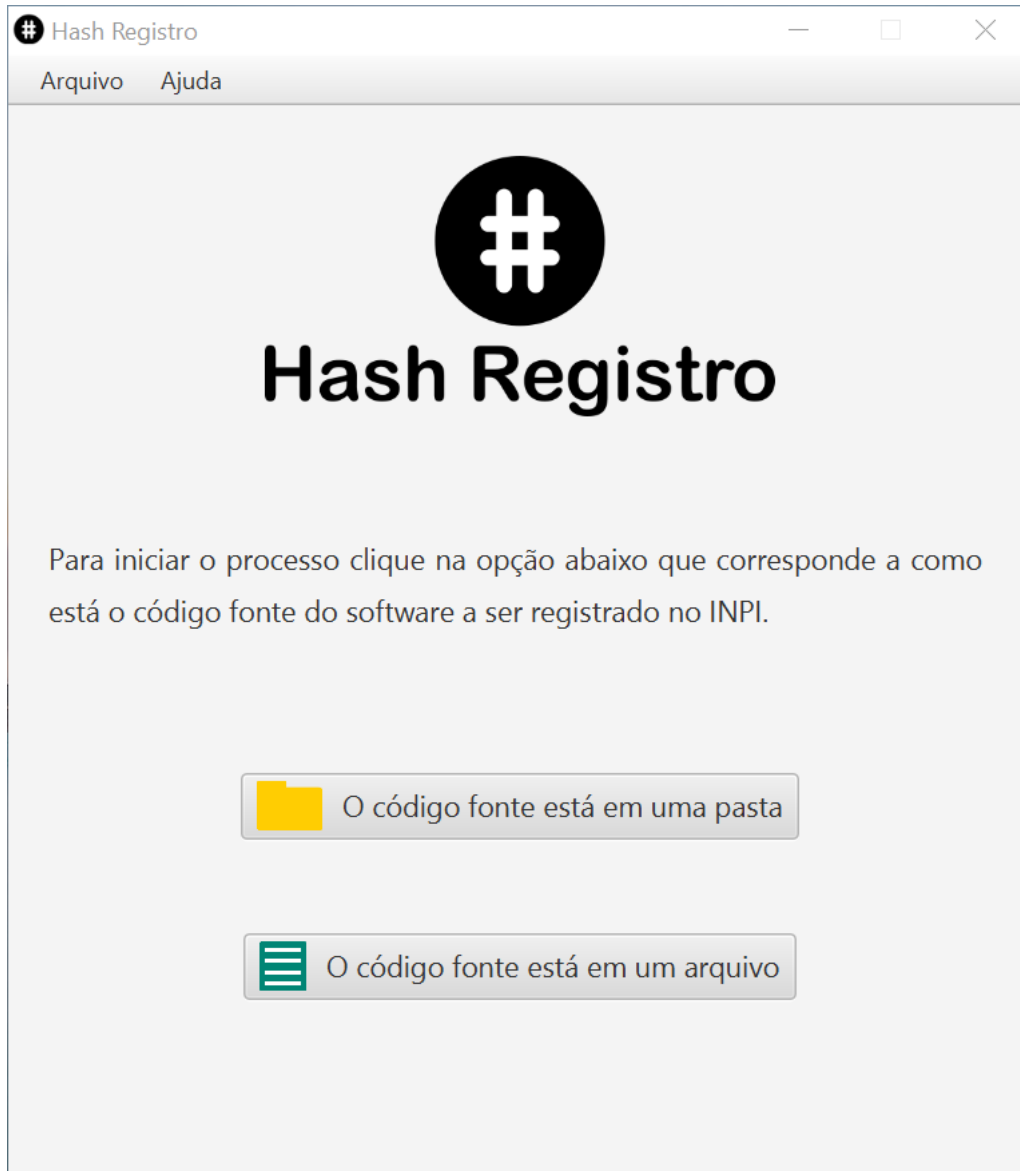 Hash Registro
Arquivo Ajuda
Hash Registro
Para iniciar o processo clique na opção abaixo que corresponde a como
está o código fonte do software a ser registrado no INPI.
O código fonte está em uma pasta
O código fonte está em um arquivo